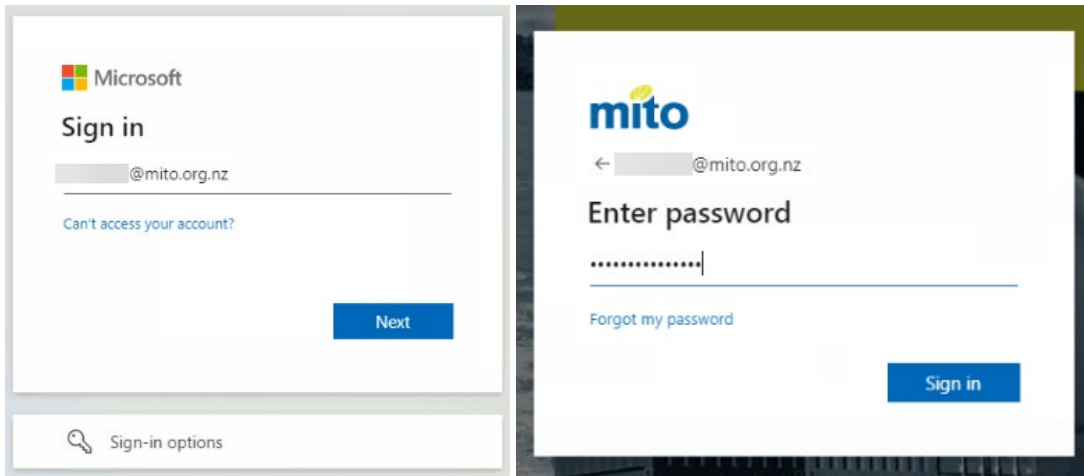 Microsoft
Sign in
@mito.org.nz
Can't access your account?
Next
Sign-in options
mito
@mito.org.nz
Enter password
Forgot my password
Sign in